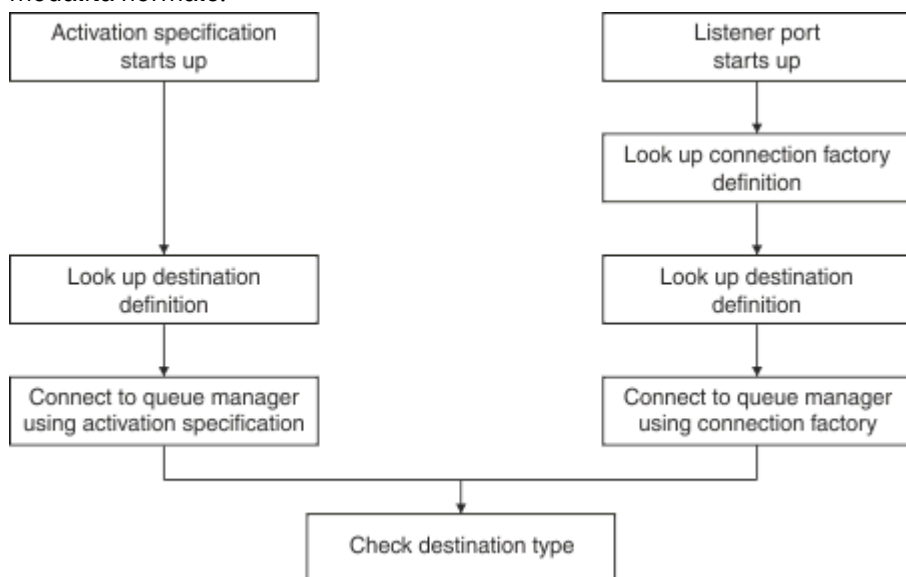 modalità normale.
Activation specification
starts up
Listener port
starts up
Look up connection factory
definition
Look up destination
definition
Look up destination
definition
Connect to queue manager
using activation specification
Connect to queue manager
using connection factory
Check destination type